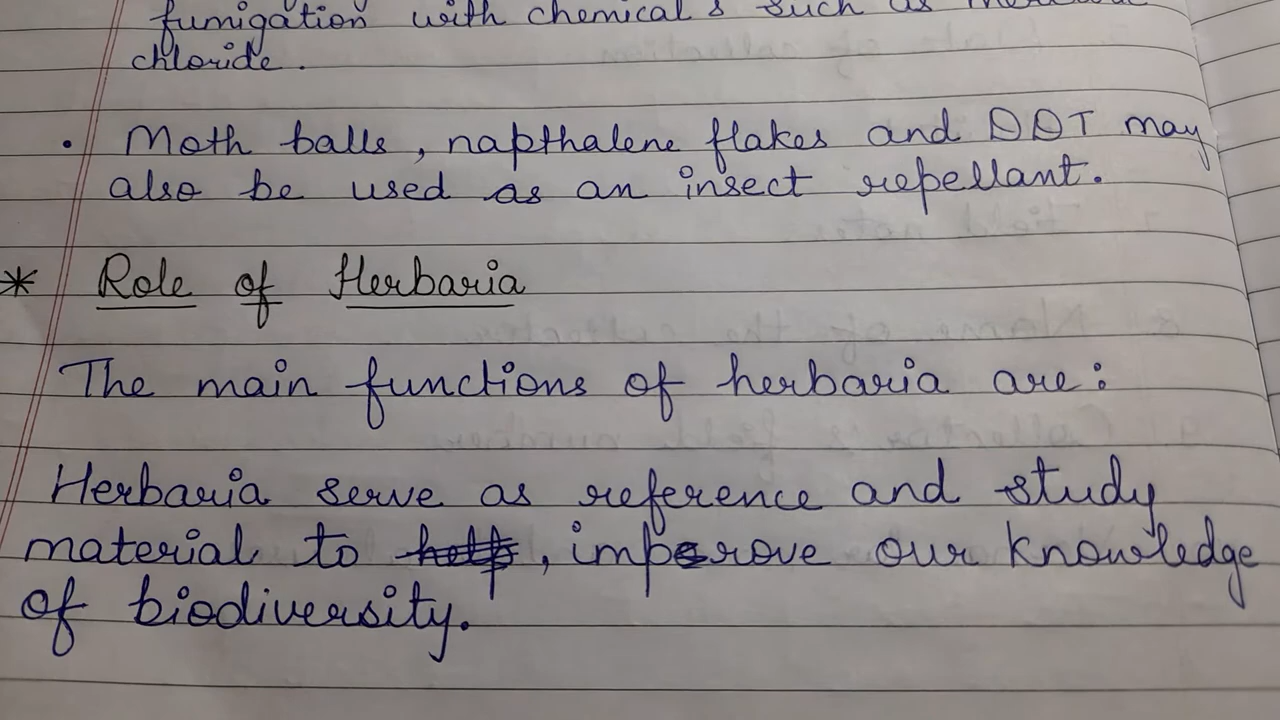 fumigation with chemicals such as
chloride.
• Moth balls, napthalene flakes and DDT may
also be used as an insect repellant.
* Role of Herbaria
The main functions of herbaria are:
Herbaria serve as reference and study
material to help, improve our knowledge
of biodiversity.